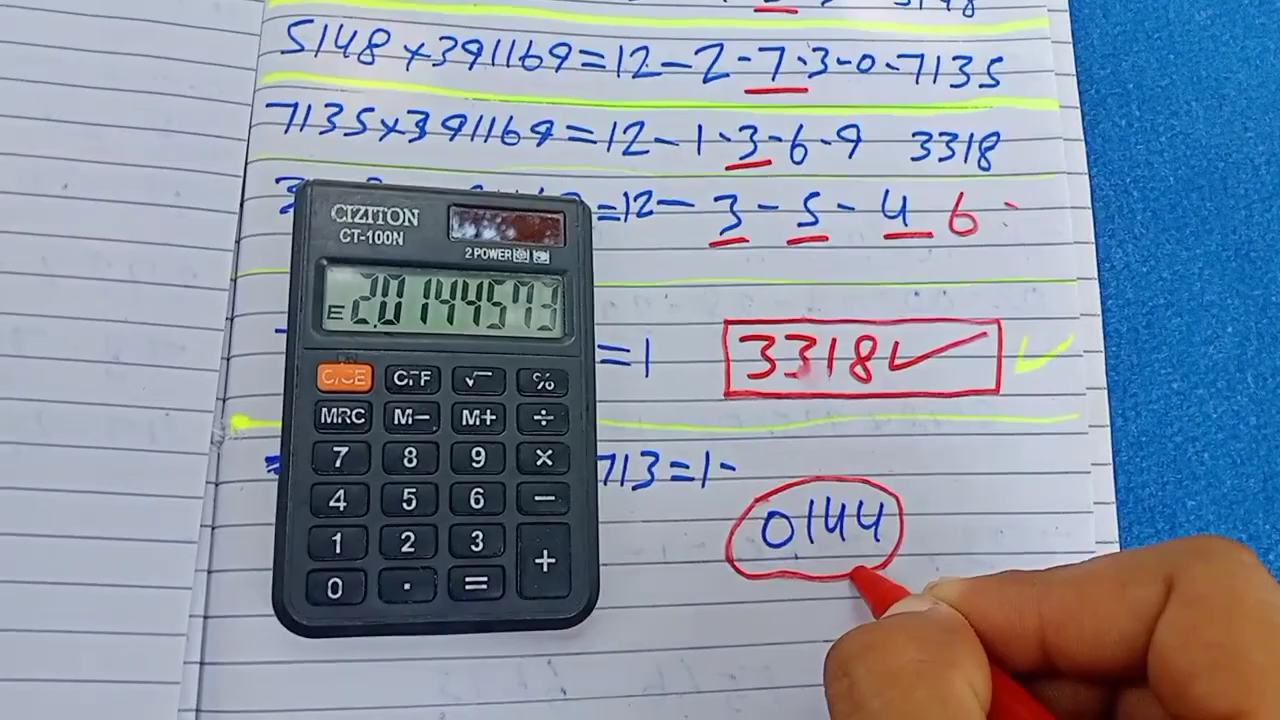 5148
5148×391169=12-2-7-3-0-7135
7135×391169=12-1-3-6-9 3318
=12-3-5-4 6
CIZITON
CT-100N
2 POWER
E 2.0144573
=1 3318✓ ✓
C/CE OFF √ %
MRC M- M+ ÷
7 8 9 ×
713=1-
4 5 6 -
0144
1 2 3 +
0 . =